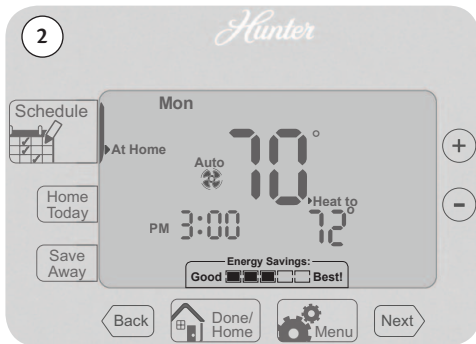 2
Hunter
Schedule
Mon
At Home
Auto
70°
Heat to
Home
Today
PM 3:00
72°
Save
Away
Energy Savings:
Good Best!
Back
Done/
Home
Menu
Next
+
-